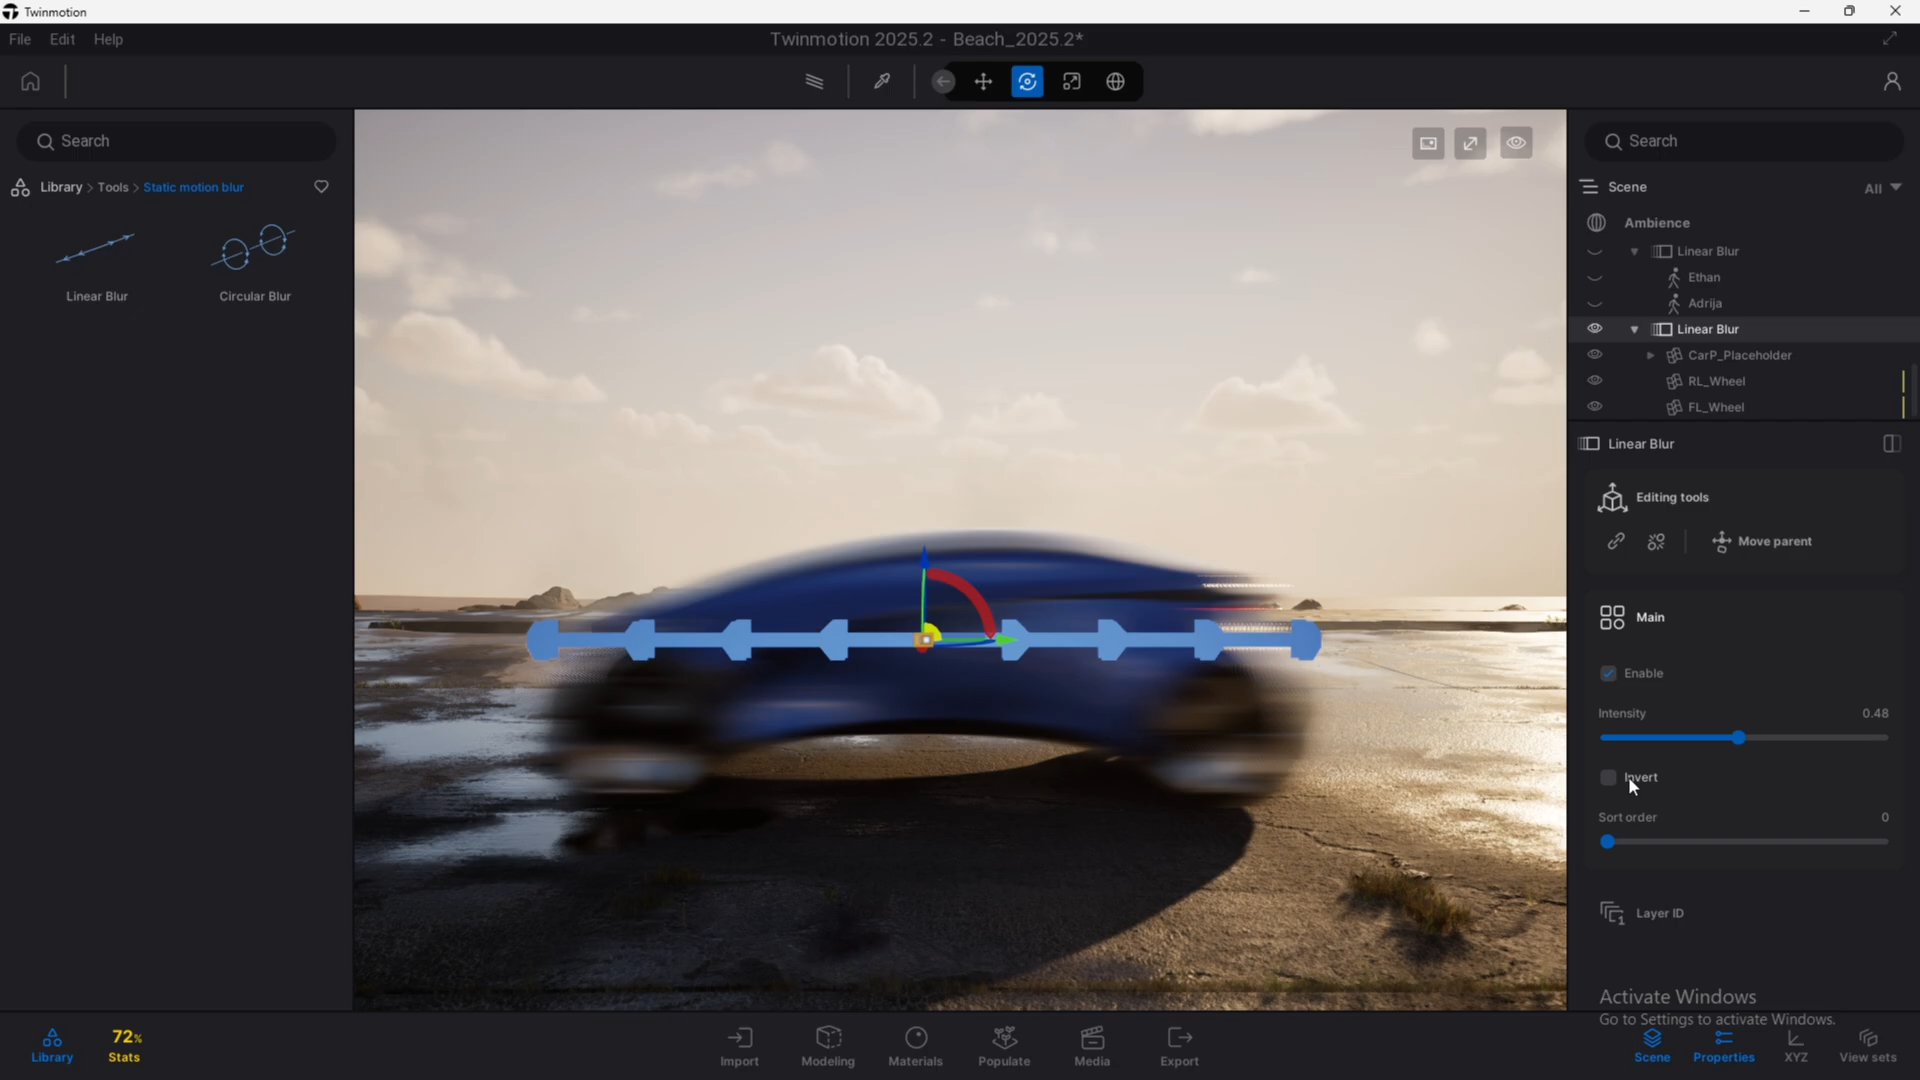 Twinmotion
File Edit Help
Twinmotion 2025.2 - Beach_2025.2*
Search
Library > Tools > Static motion blur
Linear Blur
Circular Blur
Search
Scene
All
Ambience
Linear Blur
Ethan
Adrija
Linear Blur
CarP_Placeholder
RL_Wheel
FL_Wheel
Linear Blur
Editing tools
Move parent
Main
Enable
Intensity 0.48
Invert
Sort order 0
Layer ID
Activate Windows
Go to Settings to activate Windows.
72%
Library
Stats
Import
Modeling
Materials
Populate
Media
Export
Scene
Properties
XYZ
View sets